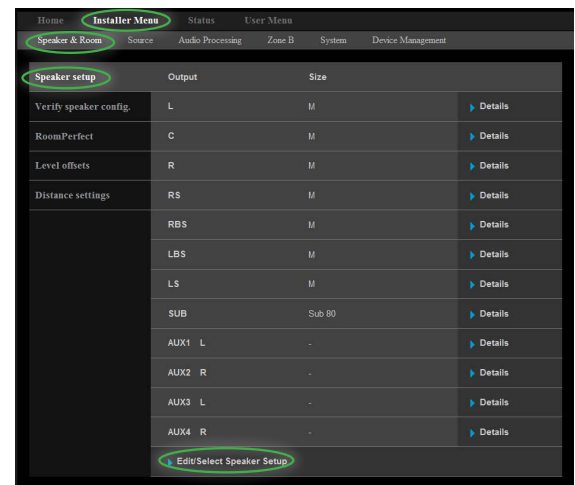 Home Installer Menu Status User Menu
Speaker & Room Source Audio Processing Zone B System Device Management
Speaker setup Output Size
Verify speaker config. L M Details
RoomPerfect C M Details
Level offsets R M Details
Distance settings RS M Details
RBS M Details
LBS M Details
LS M Details
SUB Sub 80 Details
AUX1 L - Details
AUX2 R - Details
AUX3 L - Details
AUX4 R - Details
Edit/Select Speaker Setup